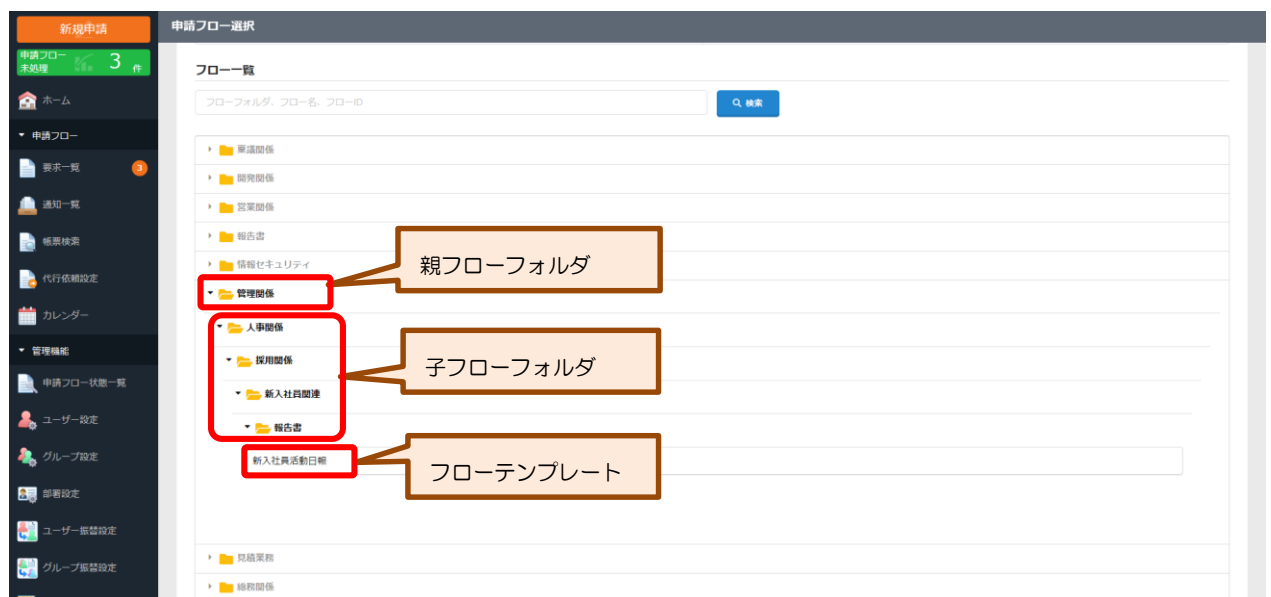 新規申請
申請フロー
未処理
3 件
ホーム
申請フロー
要求一覧
3
通知一覧
帳票検索
代行依頼設定
カレンダー
管理機能
申請フロー状態一覧
ユーザー設定
グループ設定
部署設定
ユーザー振替設定
グループ振替設定
申請フロー選択
フロー一覧
フローフォルダ、フロー名、フローID
検索
稟議関係
開発関係
営業関係
報告書
情報セキュリティ
管理関係
人事関係
採用関係
新入社員関連
報告書
新入社員活動日報
見積業務
総務関係
親フローフォルダ
子フローフォルダ
フローテンプレート